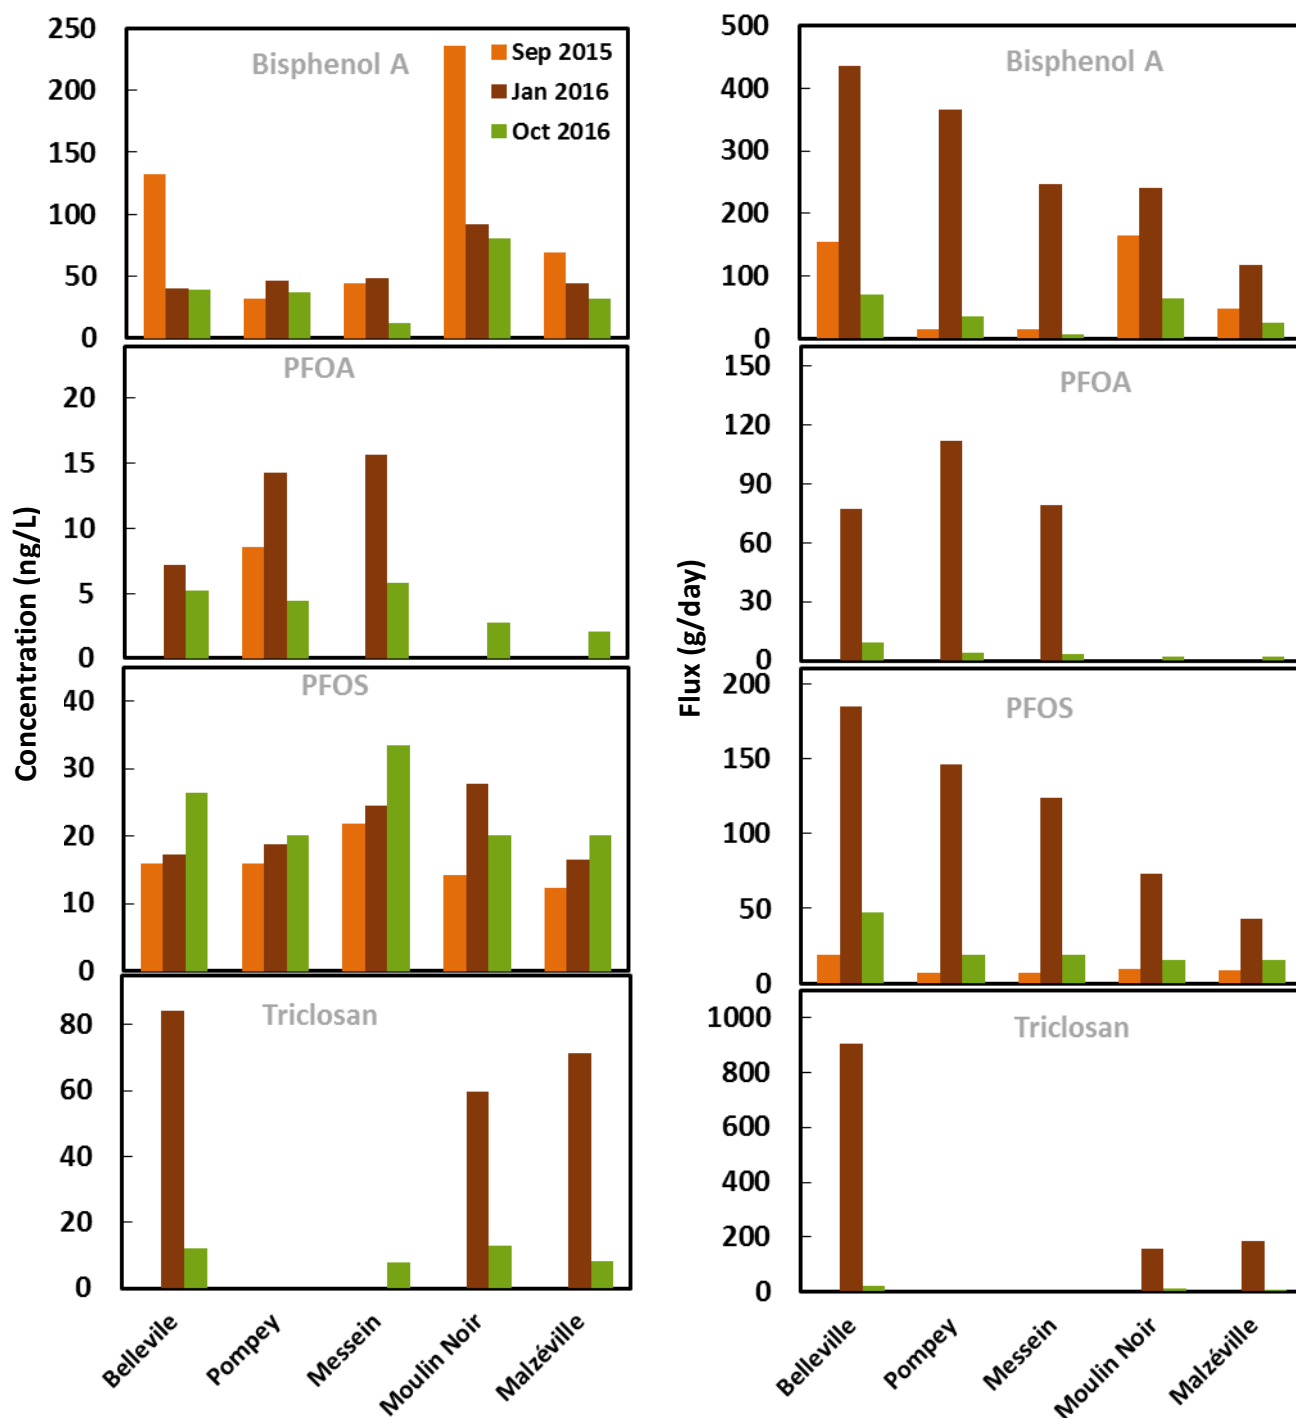 Concentration (ng/L)
250
200
150
100
50
0
Bisphenol A
Sep 2015
Jan 2016
Oct 2016
20
15
10
5
0
PFOA
40
30
20
10
0
PFOS
80
60
40
20
0
Triclosan
Bellevile
Pompey
Messein
Moulin Noir
Malzéville
Flux (g/day)
500
400
300
200
100
0
Bisphenol A
150
120
90
60
30
0
PFOA
200
150
100
50
0
PFOS
1000
800
600
400
200
0
Triclosan
Belleville
Pompey
Messein
Moulin Noir
Malzéville